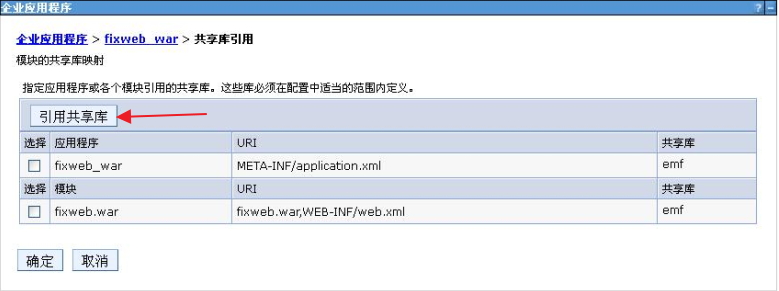 企业应用程序 ? −
企业应用程序 > fixweb_war > 共享库引用
模块的共享库映射
指定应用程序或各个模块引用的共享库。这些库必须在配置中适当的范围内定义。
引用共享库
选择 应用程序 URI 共享库
fixweb_war META-INF/application.xml emf
选择 模块 URI 共享库
fixweb.war fixweb.war,WEB-INF/web.xml emf
确定 取消